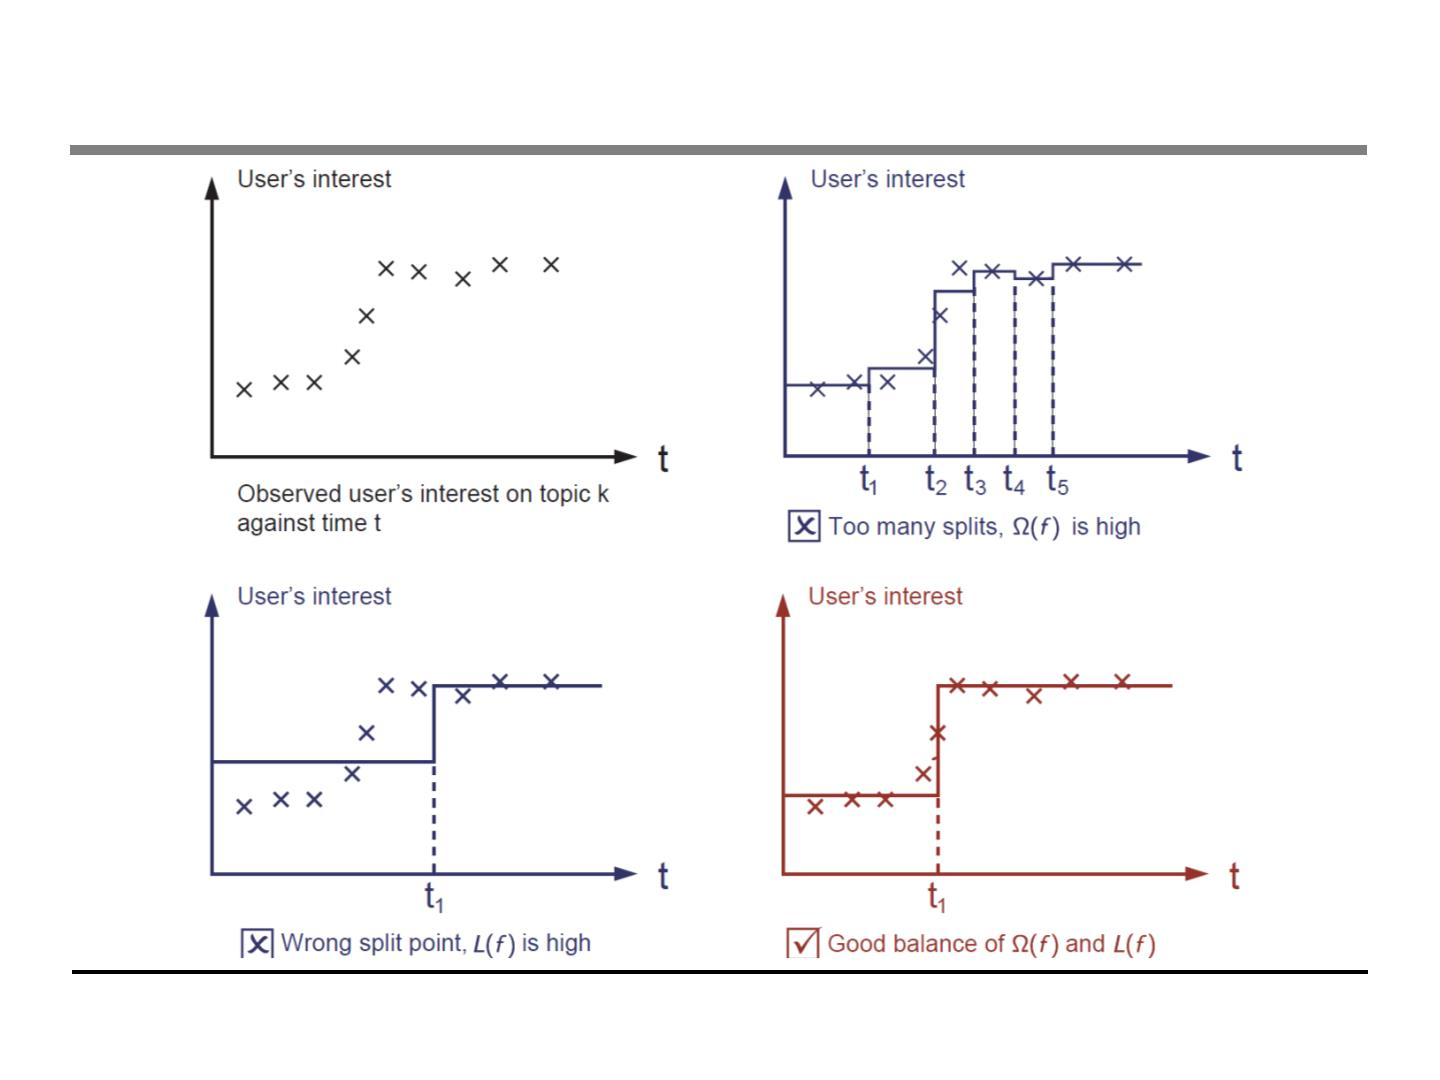 User's interest
t
Observed user's interest on topic k
against time t
User's interest
t
t₁ t₂ t₃ t₄ t₅
Too many splits, Ω(f) is high
User's interest
t
t₁
Wrong split point, L(f) is high
User's interest
t
t₁
Good balance of Ω(f) and L(f)